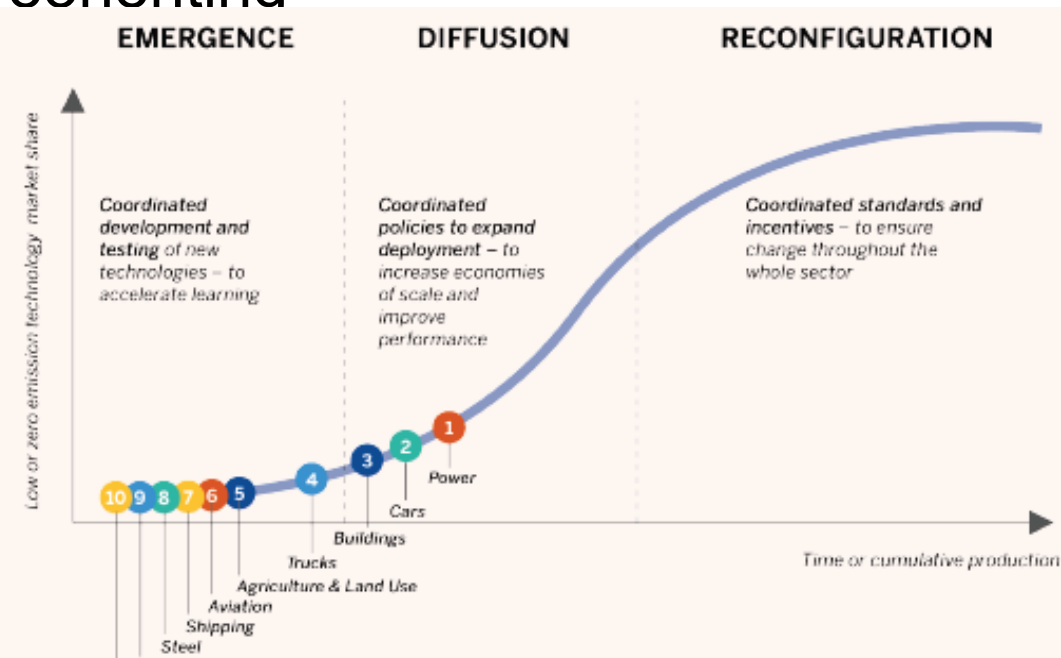 EMERGENCE
DIFFUSION
RECONFIGURATION
Low or zero emission technology market share
Coordinated
development and
testing of new
technologies – to
accelerate learning
Coordinated
policies to expand
deployment – to
increase economies
of scale and
improve
performance
Coordinated standards and
incentives – to ensure
change throughout the
whole sector
10
9
8
7
6
5
4
3
2
1
Power
Cars
Buildings
Trucks
Agriculture & Land Use
Aviation
Shipping
Steel
Time or cumulative production